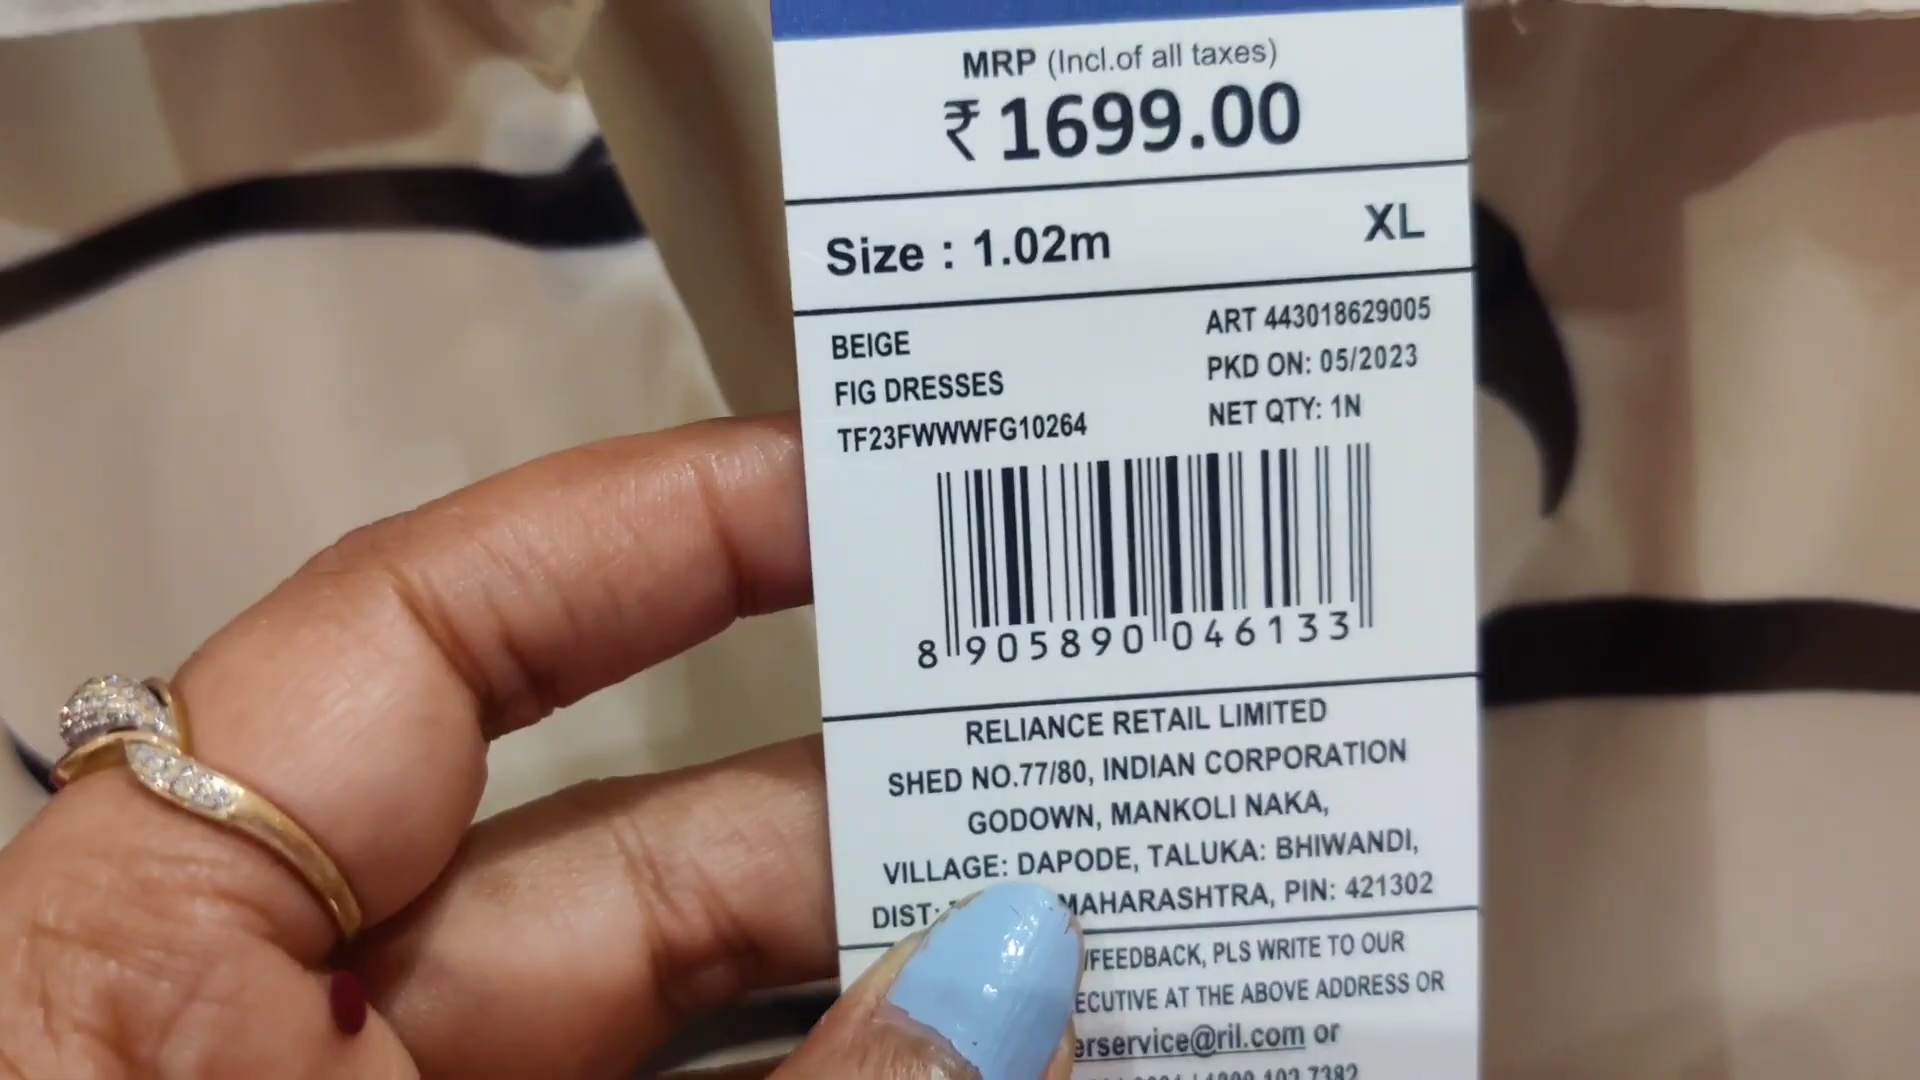 MRP (Incl.of all taxes)
₹ 1699.00
Size : 1.02m XL
BEIGE
FIG DRESSES
TF23FWWWFG10264
ART 443018629005
PKD ON: 05/2023
NET QTY: 1N
8 905890 046133
RELIANCE RETAIL LIMITED
SHED NO.77/80, INDIAN CORPORATION
GODOWN, MANKOLI NAKA,
VILLAGE: DAPODE, TALUKA: BHIWANDI,
DIST: MAHARASHTRA, PIN: 421302
/FEEDBACK, PLS WRITE TO OUR
AT THE ABOVE ADDRESS OR
@ril.com or
7382